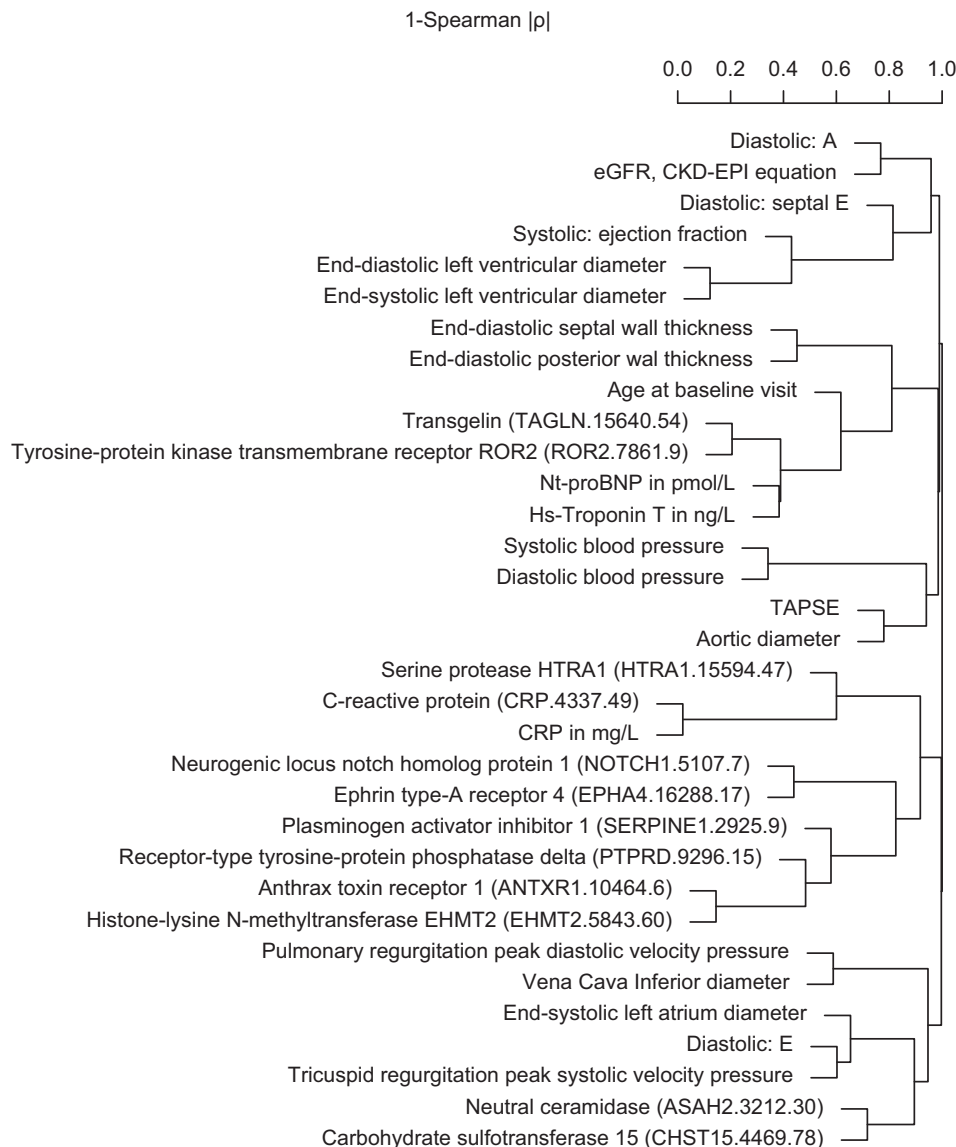 1-Spearman |ρ|
0.0 0.2 0.4 0.6 0.8 1.0
Diastolic: A
eGFR, CKD-EPI equation
Diastolic: septal E
Systolic: ejection fraction
End-diastolic left ventricular diameter
End-systolic left ventricular diameter
End-diastolic septal wall thickness
End-diastolic posterior wal thickness
Age at baseline visit
Transgelin (TAGLN.15640.54)
Tyrosine-protein kinase transmembrane receptor ROR2 (ROR2.7861.9)
Nt-proBNP in pmol/L
Hs-Troponin T in ng/L
Systolic blood pressure
Diastolic blood pressure
TAPSE
Aortic diameter
Serine protease HTRA1 (HTRA1.15594.47)
C-reactive protein (CRP.4337.49)
CRP in mg/L
Neurogenic locus notch homolog protein 1 (NOTCH1.5107.7)
Ephrin type-A receptor 4 (EPHA4.16288.17)
Plasminogen activator inhibitor 1 (SERPINE1.2925.9)
Receptor-type tyrosine-protein phosphatase delta (PTPRD.9296.15)
Anthrax toxin receptor 1 (ANTXR1.10464.6)
Histone-lysine N-methyltransferase EHMT2 (EHMT2.5843.60)
Pulmonary regurgitation peak diastolic velocity pressure
Vena Cava Inferior diameter
End-systolic left atrium diameter
Diastolic: E
Tricuspid regurgitation peak systolic velocity pressure
Neutral ceramidase (ASAH2.3212.30)
Carbohydrate sulfotransferase 15 (CHST15.4469.78)